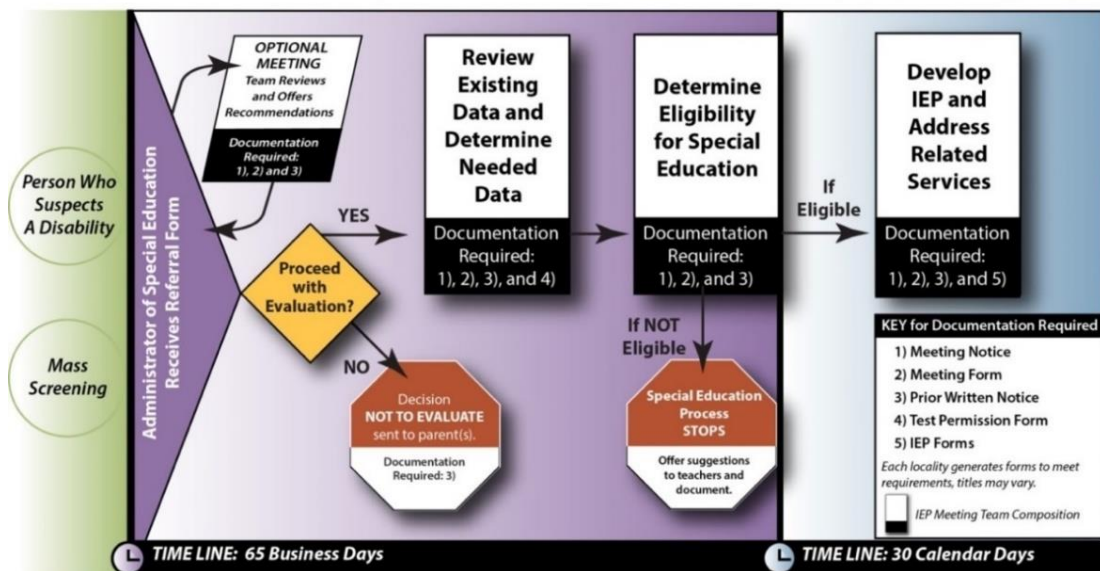 Person Who
Suspects
A Disability
Mass
Screening
Administrator of Special Education
Receives Referral Form
OPTIONAL
MEETING
Team Reviews
and Offers
Recommendations
Documentation
Required:
1), 2) and 3)
Proceed
with
Evaluation?
YES
NO
Decision
NOT TO EVALUATE
sent to parent(s).
Documentation
Required: 3)
Review
Existing
Data and
Determine
Needed
Data
Documentation
Required:
1), 2), 3), and 4)
Determine
Eligibility
for Special
Education
Documentation
Required:
1), 2), and 3)
If NOT
Eligible
Special Education
Process
STOPS
Offer suggestions
to teachers and
document.
If
Eligible
Develop
IEP and
Address
Related
Services
Documentation
Required:
1), 2), 3), and 5)
KEY for Documentation Required
1) Meeting Notice
2) Meeting Form
3) Prior Written Notice
4) Test Permission Form
5) IEP Forms
Each locality generates forms to meet
requirements, titles may vary.
IEP Meeting Team Composition
TIME LINE: 65 Business Days
TIME LINE: 30 Calendar Days